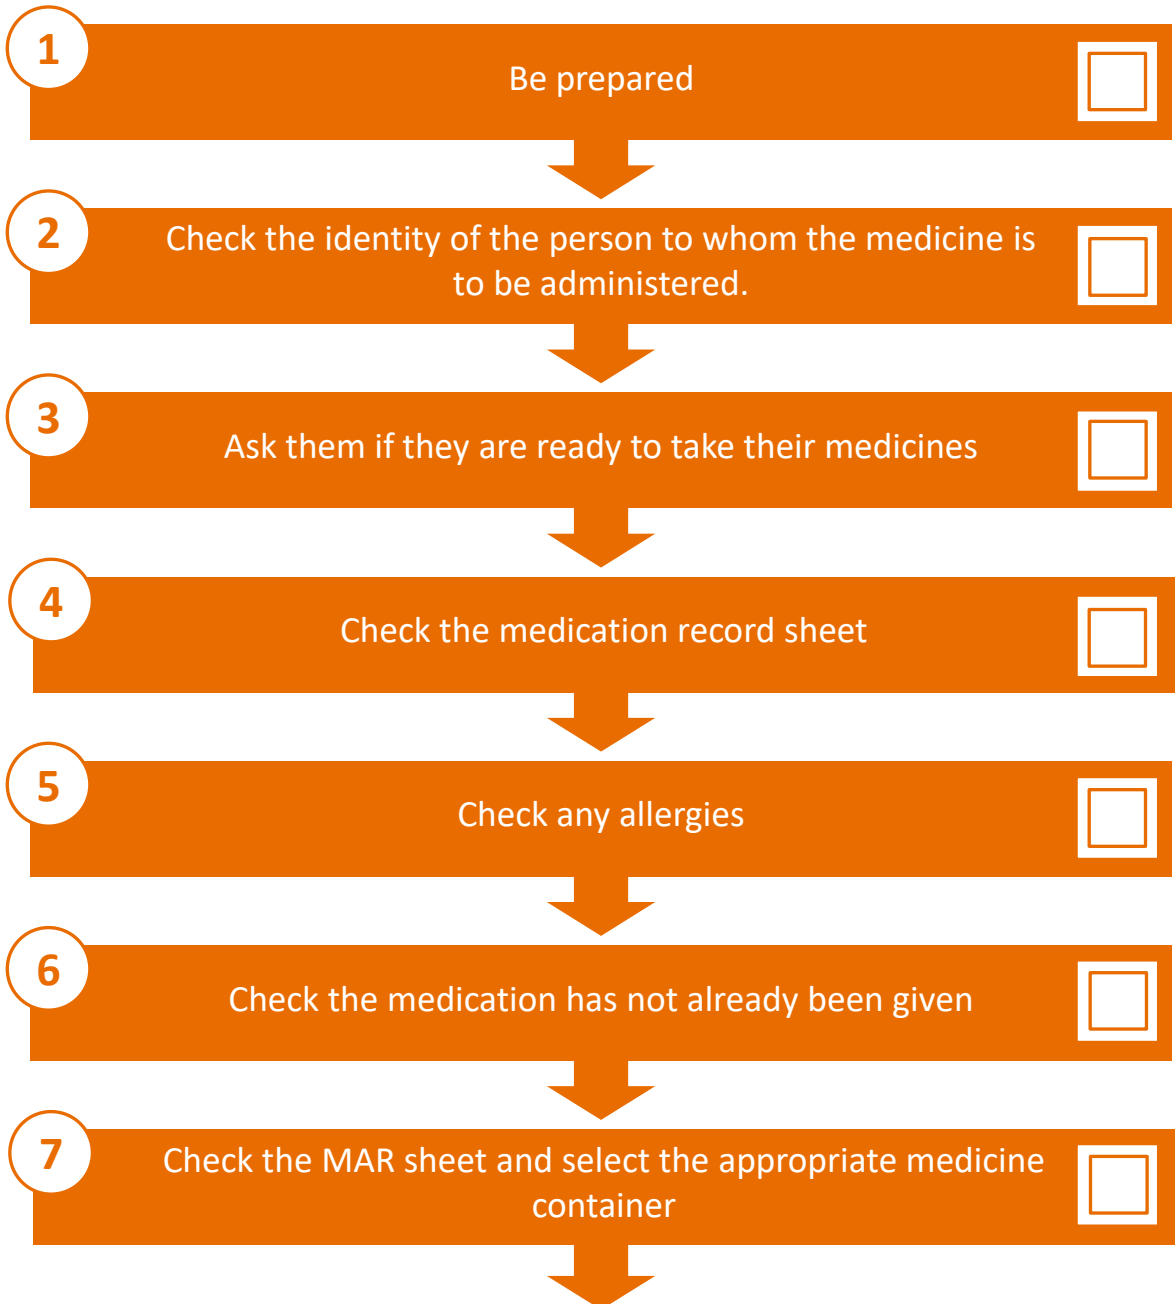 1
Be prepared
2
Check the identity of the person to whom the medicine is
to be administered.
3
Ask them if they are ready to take their medicines
4
Check the medication record sheet
5
Check any allergies
6
Check the medication has not already been given
7
Check the MAR sheet and select the appropriate medicine
container